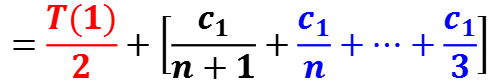 = T(1)/2 + [c₁/(n + 1) + c₁/n + ⋯ + c₁/3]